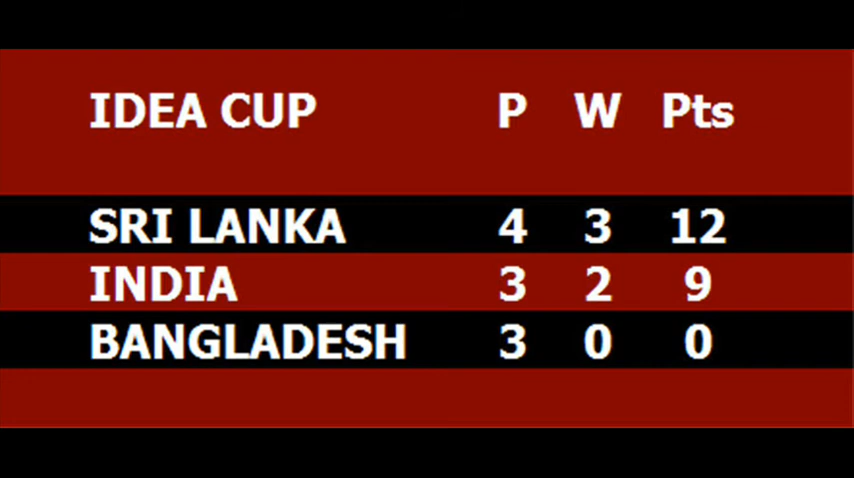 IDEA CUP P W Pts
SRI LANKA 4 3 12
INDIA 3 2 9
BANGLADESH 3 0 0